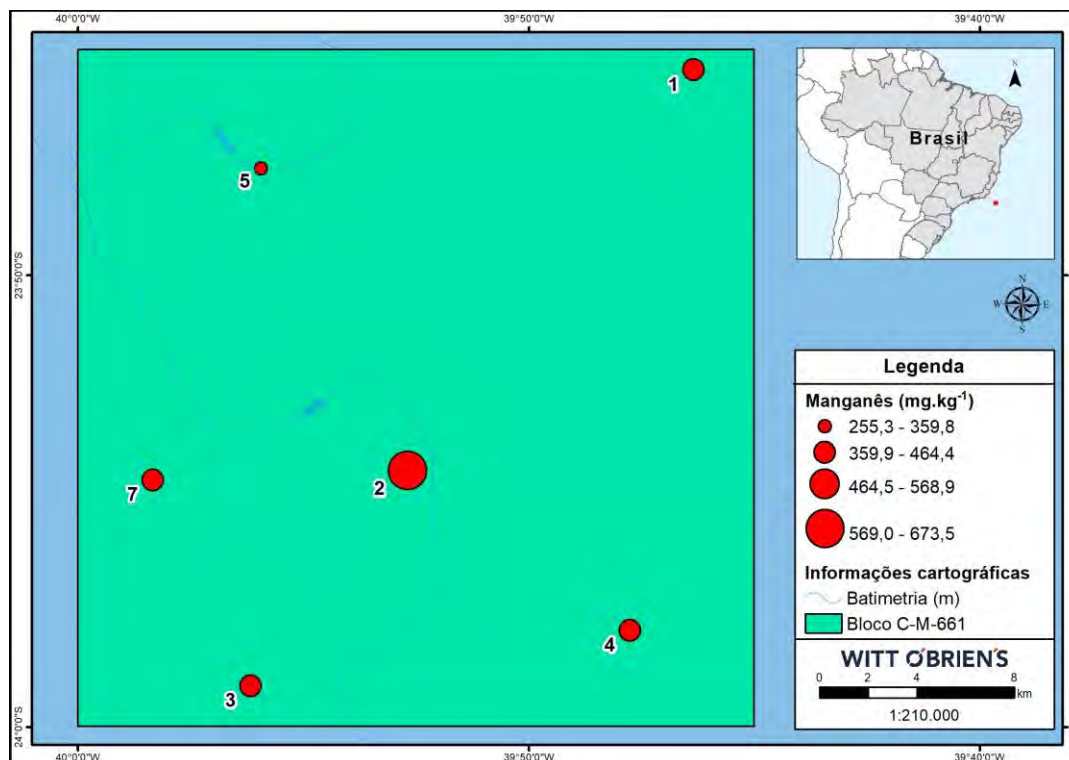 40°0'0"W
39°50'0"W
39°40'0"W
1
5
23°50'0"S
7
2
4
3
24°0'0"S
40°0'0"W
39°50'0"W
39°40'0"W
N
Brasil
N
W E
S
Legenda
Manganês (mg.kg⁻¹)
255,3 - 359,8
359,9 - 464,4
464,5 - 568,9
569,0 - 673,5
Informações cartográficas
Batimetria (m)
Bloco C-M-661
WITT O'BRIEN'S
0 2 4 8
km
1:210.000